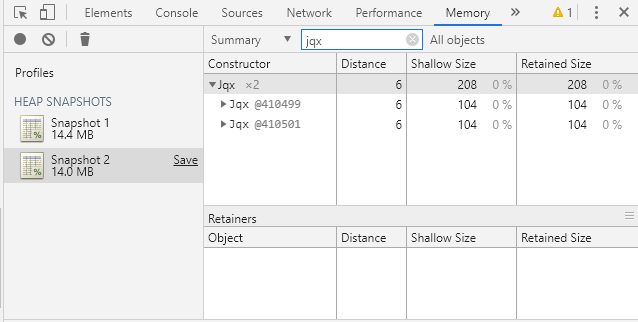 Elements Console Sources Network Performance Memory » 1
Summary ▼ jqx All objects
Profiles
HEAP SNAPSHOTS
Snapshot 1
14.4 MB
Snapshot 2 Save
14.0 MB
Constructor Distance Shallow Size Retained Size
▼Jqx ×2 6 208 0 % 208 0 %
▶Jqx @410499 6 104 0 % 104 0 %
▶Jqx @410501 6 104 0 % 104 0 %
Retainers
Object Distance Shallow Size Retained Size